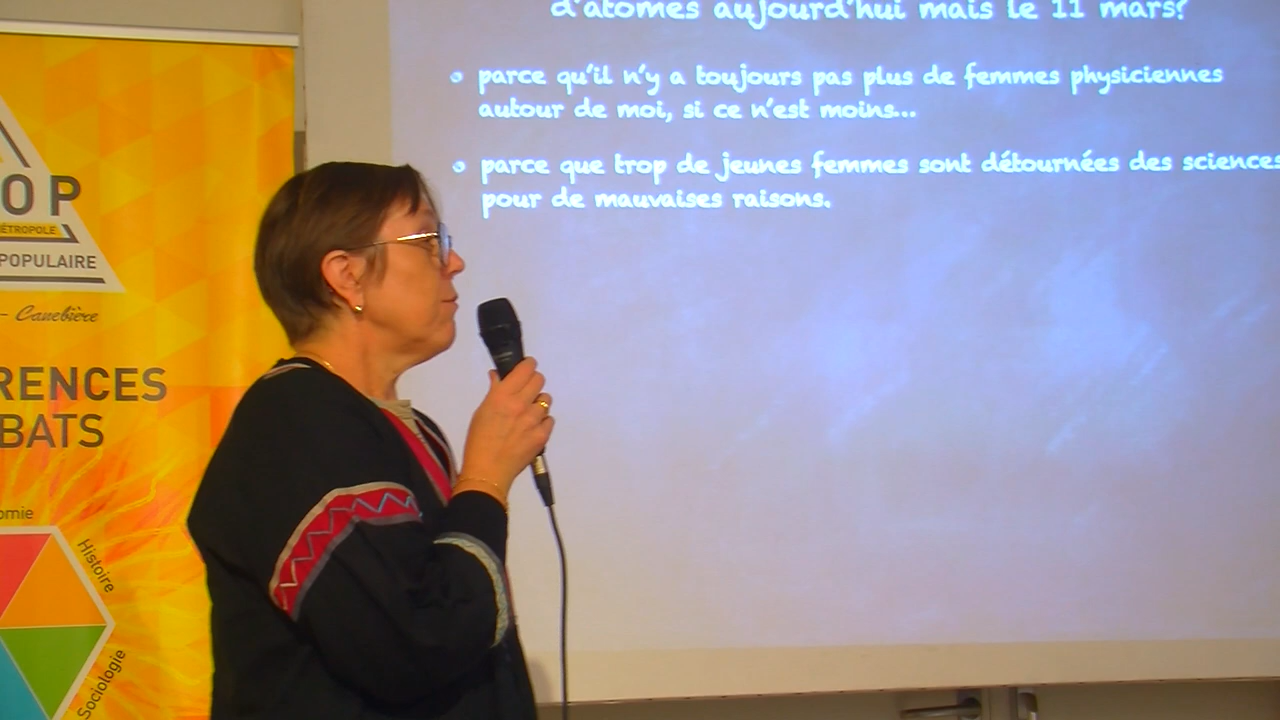 d'atomes aujourd'hui mais le 11 mars?
parce qu'il n'y a toujours pas plus de femmes physiciennes
autour de moi, si ce n'est moins...
parce que trop de jeunes femmes sont détournées des sciences
pour de mauvaises raisons.
OP
ÉTROPOLE
POPULAIRE
- Canebière
RENCES
BATS
omie
Histoire
Sociologie